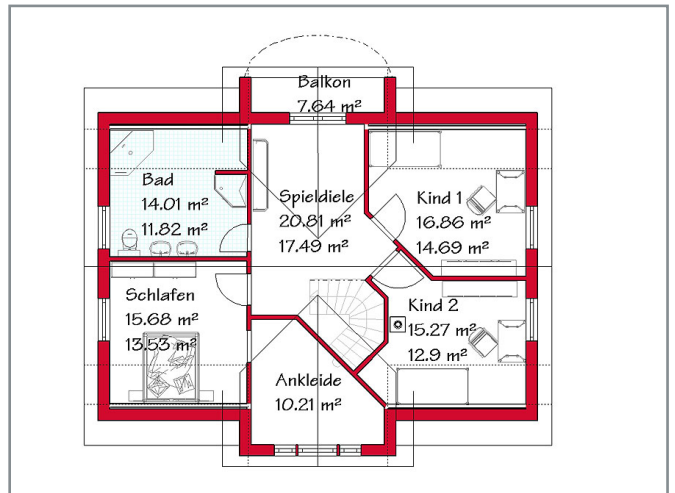 Balkon
7.64 m²
Bad
14.01 m²
11.82 m²
Spieldiele
20.81 m²
17.49 m²
Kind 1
16.86 m²
14.69 m²
Schlafen
15.68 m²
13.53 m²
Kind 2
15.27 m²
12.9 m²
Ankleide
10.21 m²